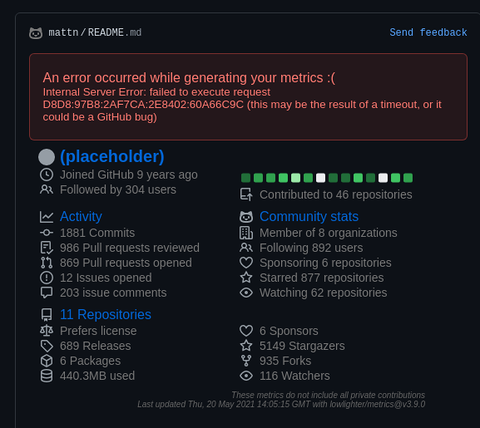 mattn/README.md
Send feedback
An error occurred while generating your metrics :(
Internal Server Error: failed to execute request
D8D8:97B8:2AF7CA:2E8402:60A66C9C (this may be the result of a timeout, or it
could be a GitHub bug)
(placeholder)
Joined GitHub 9 years ago
Followed by 304 users
Contributed to 46 repositories
Activity
1881 Commits
986 Pull requests reviewed
869 Pull requests opened
12 Issues opened
203 issue comments
Community stats
Member of 8 organizations
Following 892 users
Sponsoring 6 repositories
Starred 877 repositories
Watching 62 repositories
11 Repositories
Prefers license
689 Releases
6 Packages
440.3MB used
6 Sponsors
5149 Stargazers
935 Forks
116 Watchers
These metrics do not include all private contributions
Last updated Thu, 20 May 2021 14:05:15 GMT with lowlighter/metrics@v3.9.0